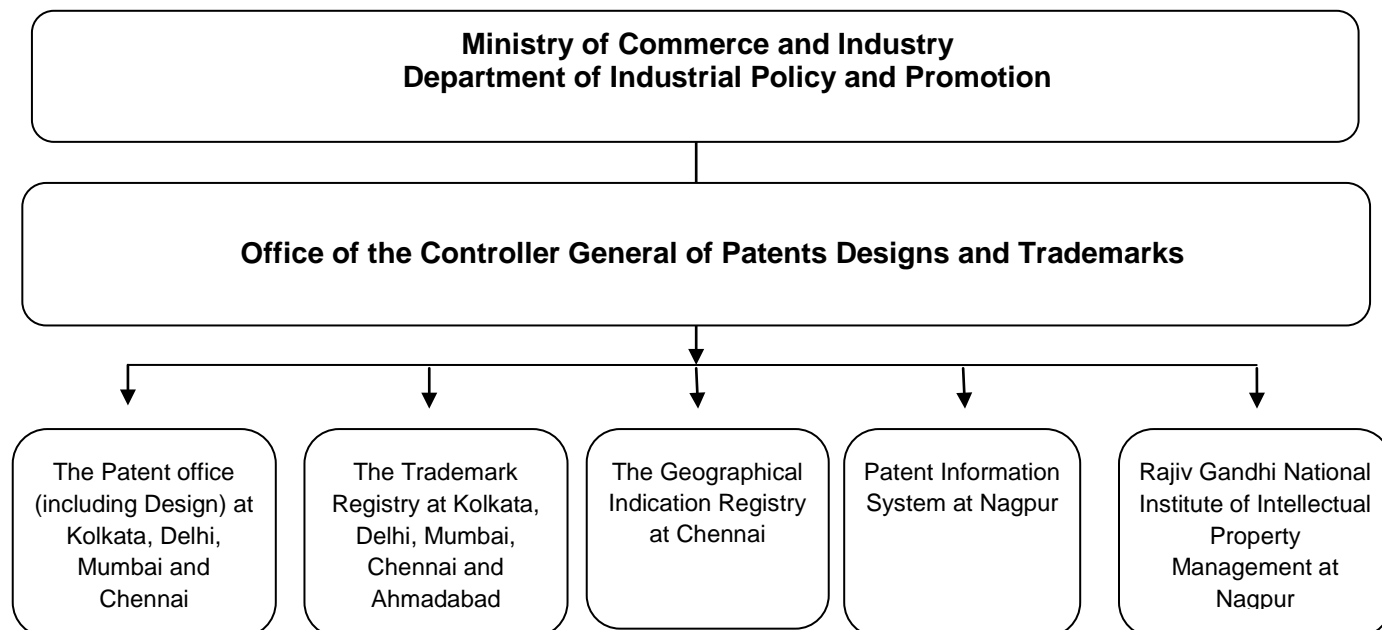 Ministry of Commerce and Industry
Department of Industrial Policy and Promotion
Office of the Controller General of Patents Designs and Trademarks
The Patent office
(including Design) at
Kolkata, Delhi,
Mumbai and
Chennai
The Trademark
Registry at Kolkata,
Delhi, Mumbai,
Chennai and
Ahmadabad
The Geographical
Indication Registry
at Chennai
Patent Information
System at Nagpur
Rajiv Gandhi National
Institute of Intellectual
Property
Management at
Nagpur